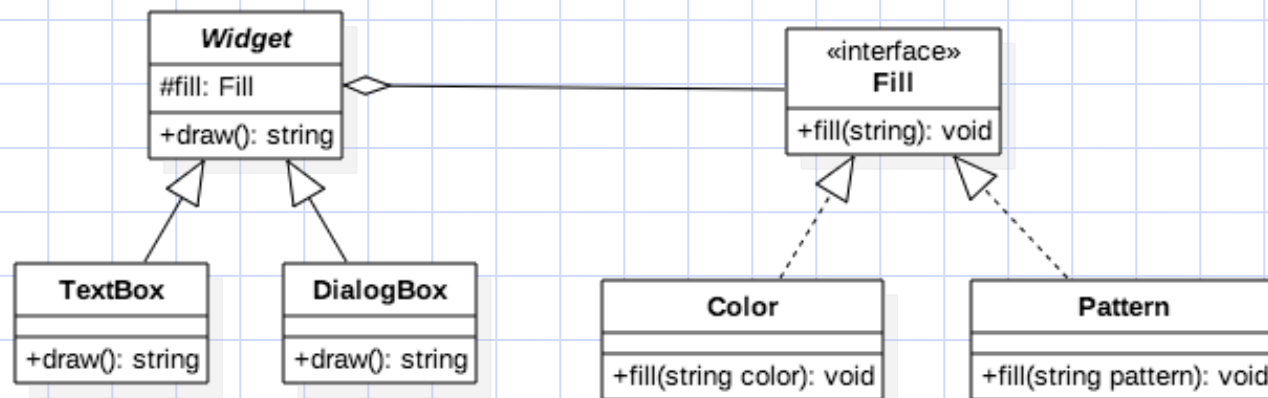 Widget
#fill: Fill
+draw(): string
«interface»
Fill
+fill(string): void
TextBox
+draw(): string
DialogBox
+draw(): string
Color
+fill(string color): void
Pattern
+fill(string pattern): void